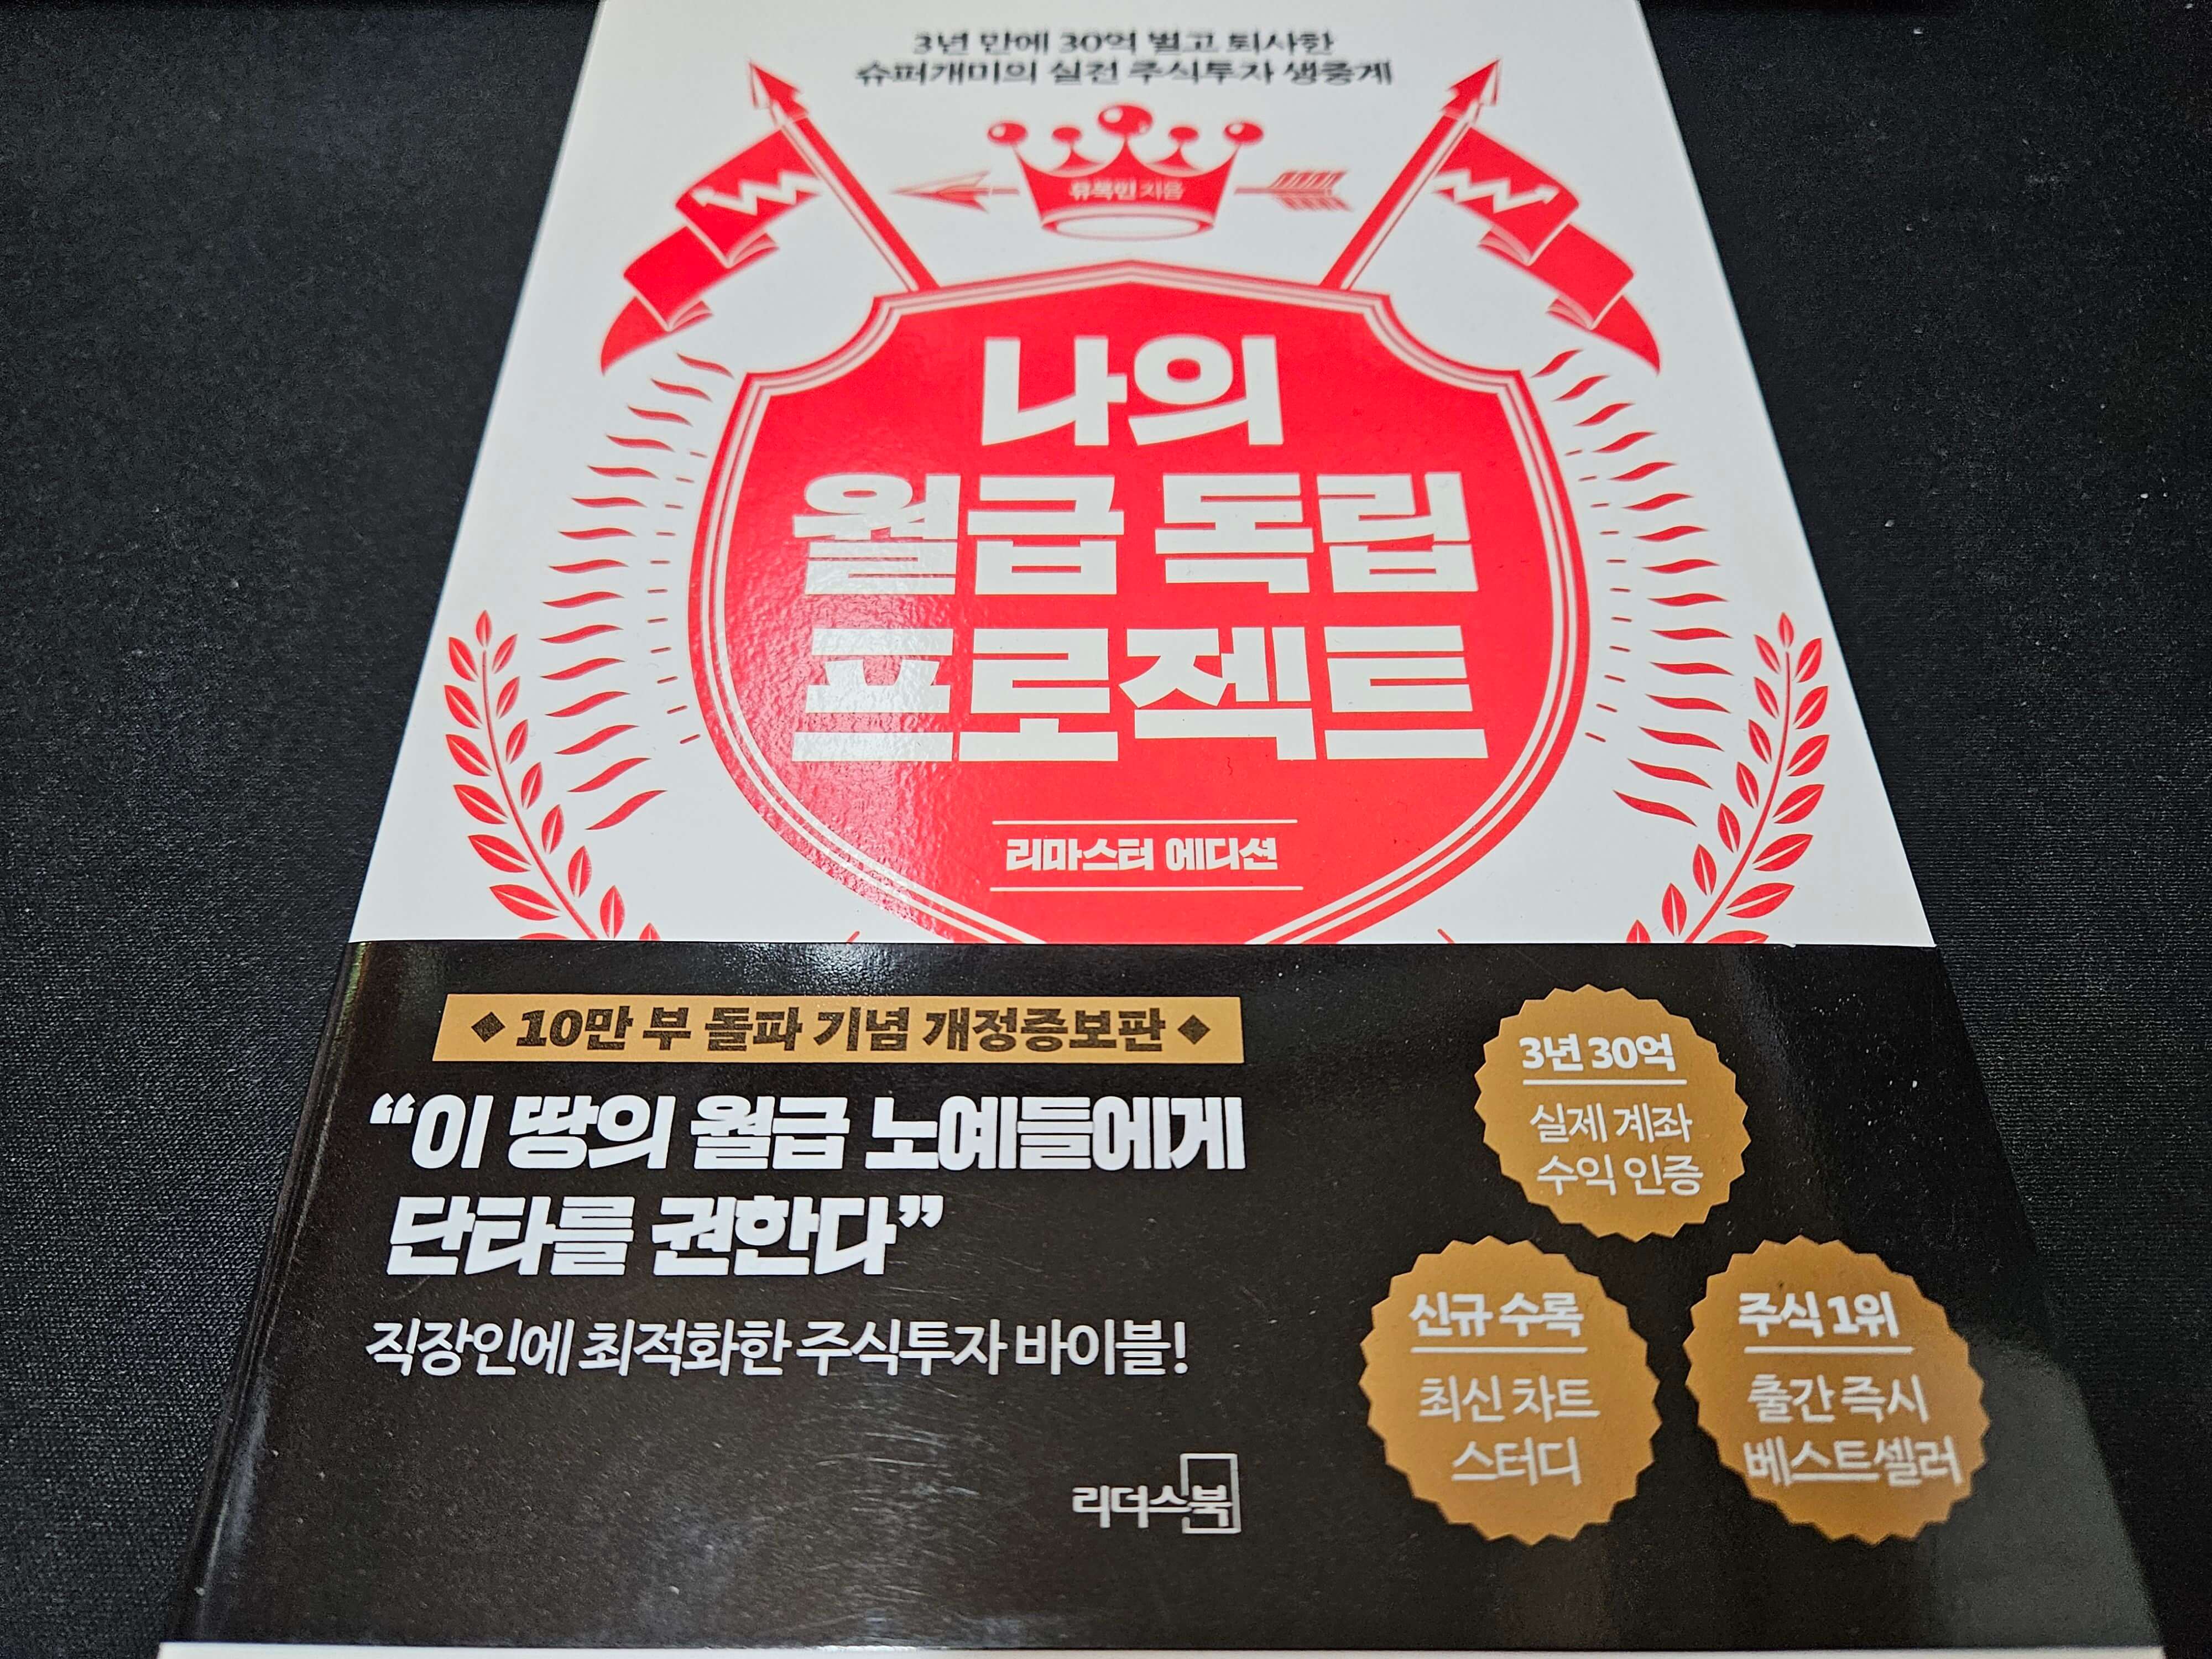 3년 만에 30억 벌고 퇴사한
슈퍼개미의 실전 주식투자 생중계
유목민 지음
나의
월급 독립
프로젝트
리마스터 에디션
◆ 10만 부 돌파 기념 개정증보판 ◆
“이 땅의 월급 노예들에게
단타를 권한다”
직장인에 최적화한 주식투자 바이블!
리더스북
3년 30억
실제 계좌
수익 인증
신규 수록
최신 차트
스터디
주식 1위
출간 즉시
베스트셀러